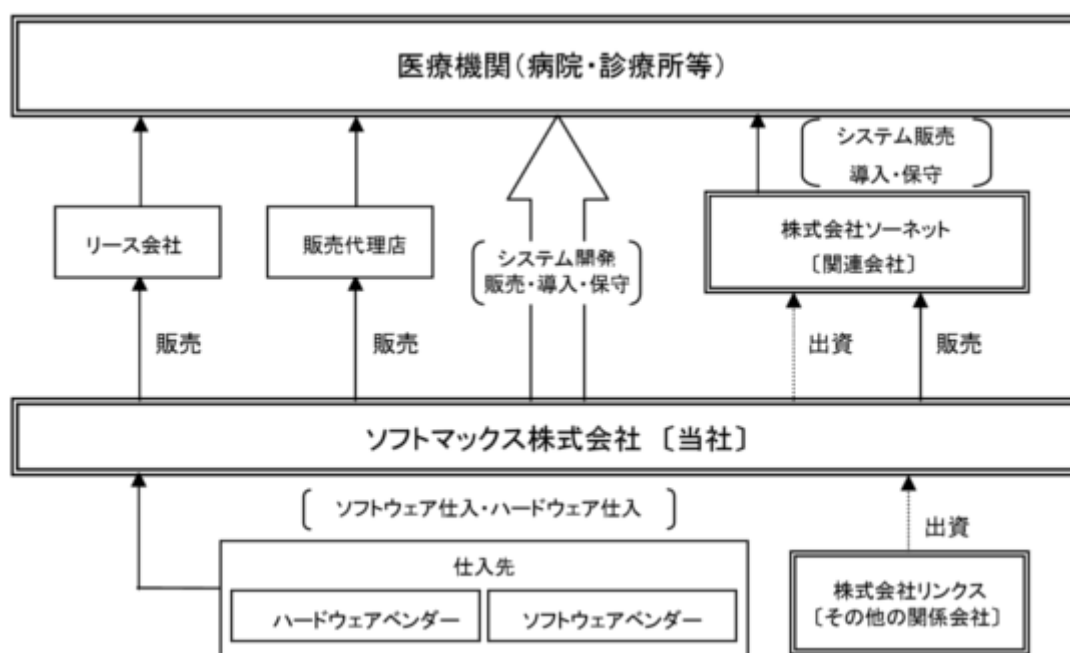 医療機関(病院・診療所等)
システム販売
導入・保守
リース会社
販売代理店
システム開発
販売・導入・保守
株式会社ソーネット
〔関連会社〕
販売
販売
出資
販売
ソフトマックス株式会社 〔当社〕
ソフトウェア仕入・ハードウェア仕入
出資
仕入先
ハードウェアベンダー
ソフトウェアベンダー
株式会社リンクス
〔その他の関係会社〕